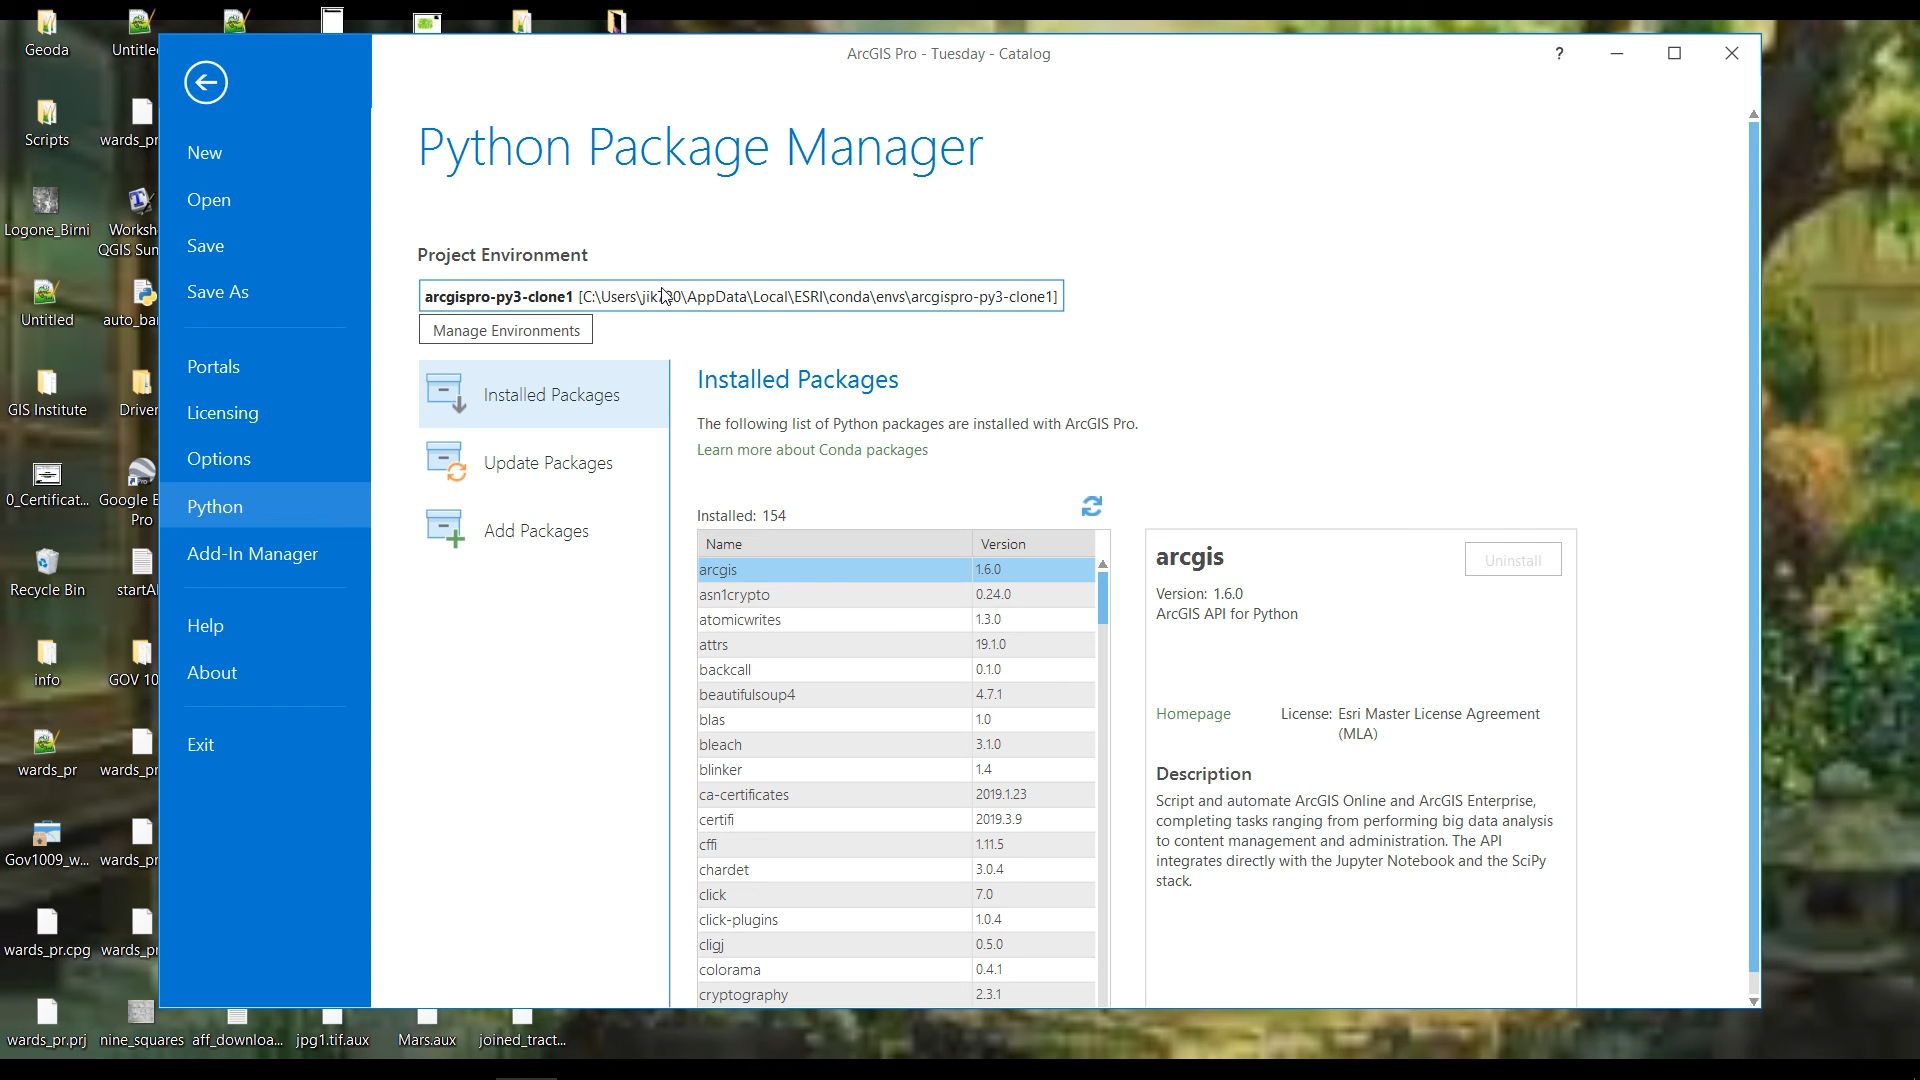 ArcGIS Pro - Tuesday - Catalog
?
New
Open
Save
Save As
Portals
Licensing
Options
Python
Add-In Manager
Help
About
Exit
Python Package Manager
Project Environment
arcgispro-py3-clone1 [C:\Users\ \AppData\Local\ESRI\conda\envs\arcgispro-py3-clone1]
Manage Environments
Installed Packages
Update Packages
Add Packages
Installed Packages
The following list of Python packages are installed with ArcGIS Pro.
Learn more about Conda packages
Installed: 154
Name Version
arcgis 1.6.0
asn1crypto 0.24.0
atomicwrites 1.3.0
attrs 19.1.0
backcall 0.1.0
beautifulsoup4 4.7.1
blas 1.0
bleach 3.1.0
blinker 1.4
ca-certificates 2019.1.23
certifi 2019.3.9
cffi 1.11.5
chardet 3.0.4
click 7.0
click-plugins 1.0.4
cligj 0.5.0
colorama 0.4.1
cryptography 2.3.1
arcgis
Uninstall
Version: 1.6.0
ArcGIS API for Python
Homepage
License: Esri Master License Agreement
(MLA)
Description
Script and automate ArcGIS Online and ArcGIS Enterprise,
completing tasks ranging from performing big data analysis
to content management and administration. The API
integrates directly with the Jupyter Notebook and the SciPy
stack.
Geoda
Untitle
Scripts
wards_pr
Logone_Birni
Worksh
QGIS Sun
Untitled
auto_bar
GIS Institute
Driver
0_Certificat...
Google E
Pro
Recycle Bin
startAl
info
GOV 10
wards_pr
wards_pr
Gov1009_w...
wards_pr
wards_pr.cpg
wards_pr
wards_pr.prj
nine_squares
aff_downloa...
jpg1.tif.aux
Mars.aux
joined_tract...